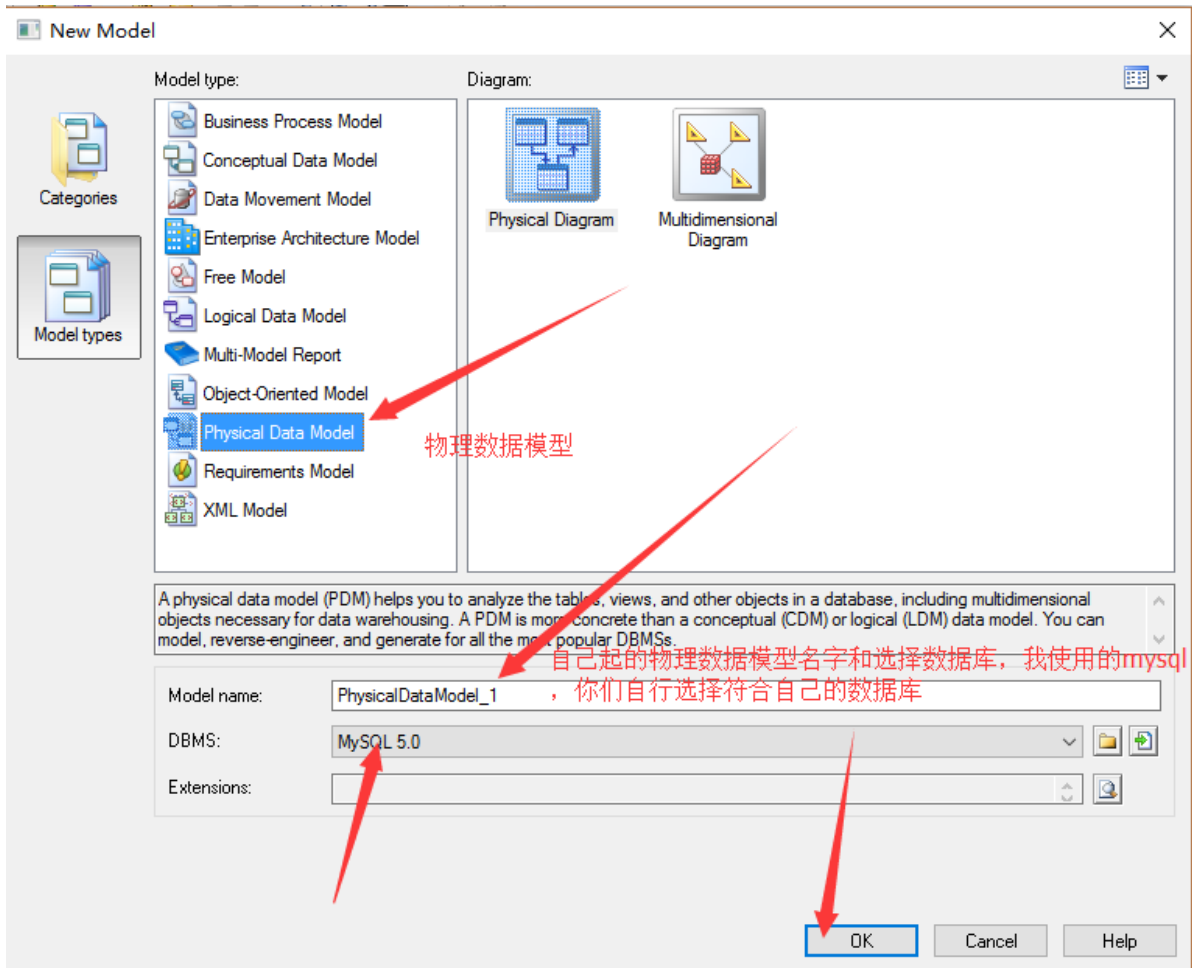 New Model
Model type:
Diagram:
Categories
Model types
Business Process Model
Conceptual Data Model
Data Movement Model
Enterprise Architecture Model
Free Model
Logical Data Model
Multi-Model Report
Object-Oriented Model
Physical Data Model
Requirements Model
XML Model
Physical Diagram
Multidimensional
Diagram
物理数据模型
A physical data model (PDM) helps you to analyze the tables, views, and other objects in a database, including multidimensional
objects necessary for data warehousing. A PDM is more concrete than a conceptual (CDM) or logical (LDM) data model. You can
model, reverse-engineer, and generate for all the most popular DBMSs.
自己起的物理数据模型名字和选择数据库，我使用的mysql
，你们自行选择符合自己的数据库
Model name:
PhysicalDataModel_1
DBMS:
MySQL 5.0
Extensions:
OK
Cancel
Help